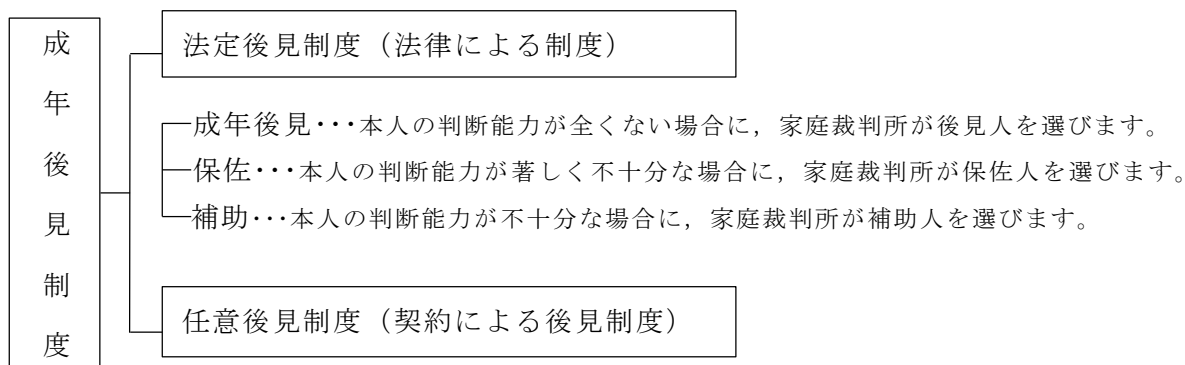 成年後見制度
法定後見制度（法律による制度）
成年後見･･･本人の判断能力が全くない場合に，家庭裁判所が後見人を選びます。
保佐･･･本人の判断能力が著しく不十分な場合に，家庭裁判所が保佐人を選びます。
補助･･･本人の判断能力が不十分な場合に，家庭裁判所が補助人を選びます。
任意後見制度（契約による後見制度）